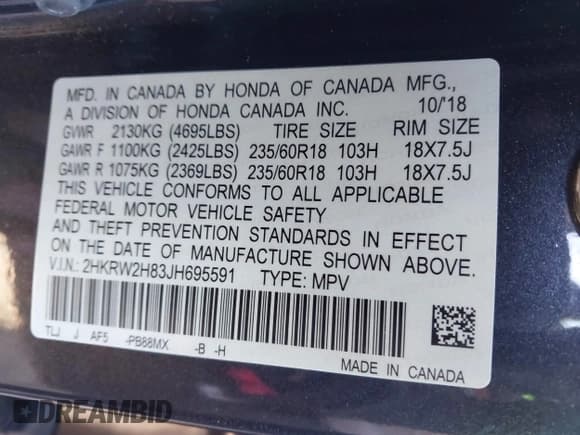 MFD. IN CANADA BY HONDA OF CANADA MFG.,
A DIVISION OF HONDA CANADA INC. 10/'18
GVWR 2130KG (4695LBS) TIRE SIZE RIM SIZE
GAWR F 1100KG (2425LBS) 235/60R18 103H 18X7.5J
GAWR R 1075KG (2369LBS) 235/60R18 103H 18X7.5J
THIS VEHICLE CONFORMS TO ALL APPLICABLE
FEDERAL MOTOR VEHICLE SAFETY
AND THEFT PREVENTION STANDARDS IN EFFECT
ON THE DATE OF MANUFACTURE SHOWN ABOVE.
V.I.N.: 2HKRW2H83JH695591 TYPE: MPV
TLJ J AF5 -PB88MX -B -H
MADE IN CANADA
DREAMBID